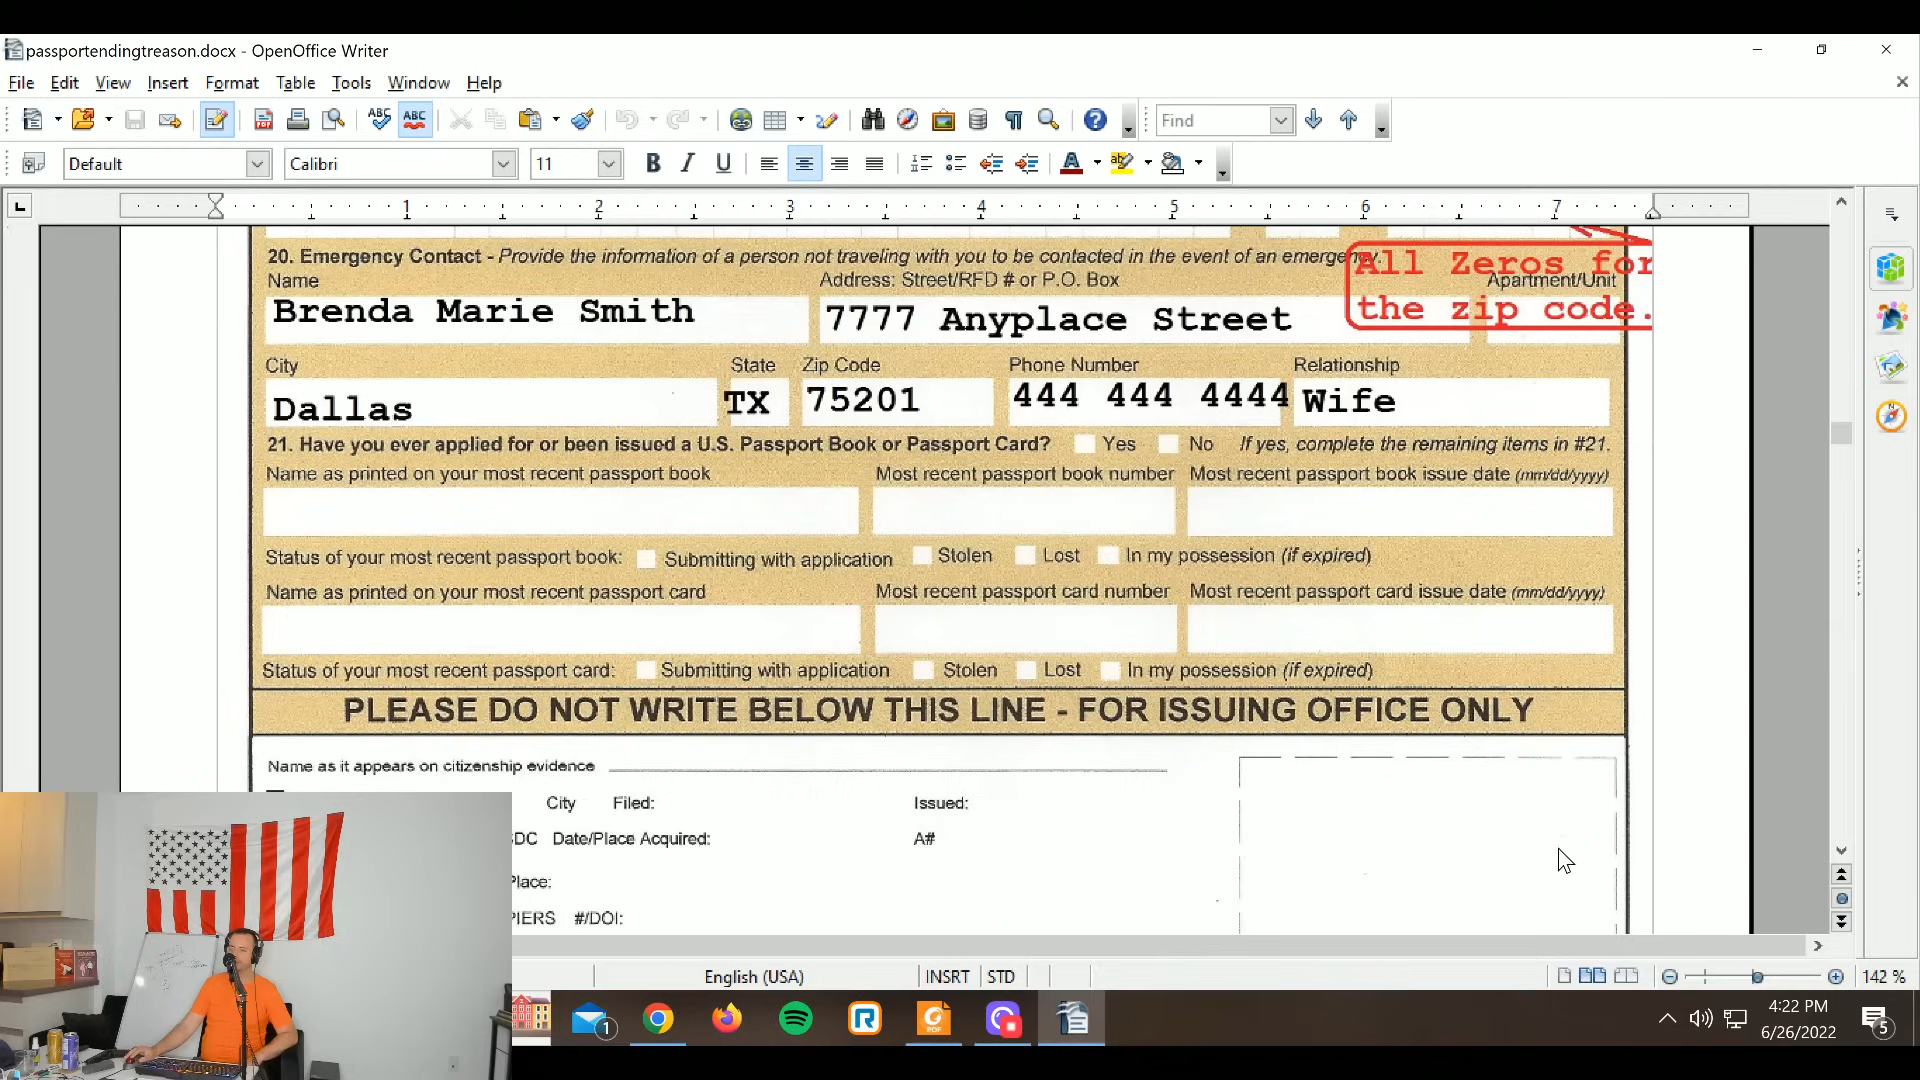 passportendingtreason.docx - OpenOffice Writer
File Edit View Insert Format Table Tools Window Help
Find
Default Calibri 11
1 2 3 4 5 6 7
20. Emergency Contact - Provide the information of a person not traveling with you to be contacted in the event of an emergency.
All Zeros for
the zip code.
Name Address: Street/RFD # or P.O. Box Apartment/Unit
Brenda Marie Smith 7777 Anyplace Street
City State Zip Code Phone Number Relationship
Dallas TX 75201 444 444 4444 Wife
21. Have you ever applied for or been issued a U.S. Passport Book or Passport Card? Yes No If yes, complete the remaining items in #21.
Name as printed on your most recent passport book Most recent passport book number Most recent passport book issue date (mm/dd/yyyy)
Status of your most recent passport book: Submitting with application Stolen Lost In my possession (if expired)
Name as printed on your most recent passport card Most recent passport card number Most recent passport card issue date (mm/dd/yyyy)
Status of your most recent passport card: Submitting with application Stolen Lost In my possession (if expired)
PLEASE DO NOT WRITE BELOW THIS LINE - FOR ISSUING OFFICE ONLY
Name as it appears on citizenship evidence
City Filed: Issued:
Date/Place Acquired: A#
Place:
#/DOI:
English (USA) INSRT STD 142 %
1
4:22 PM
6/26/2022
5